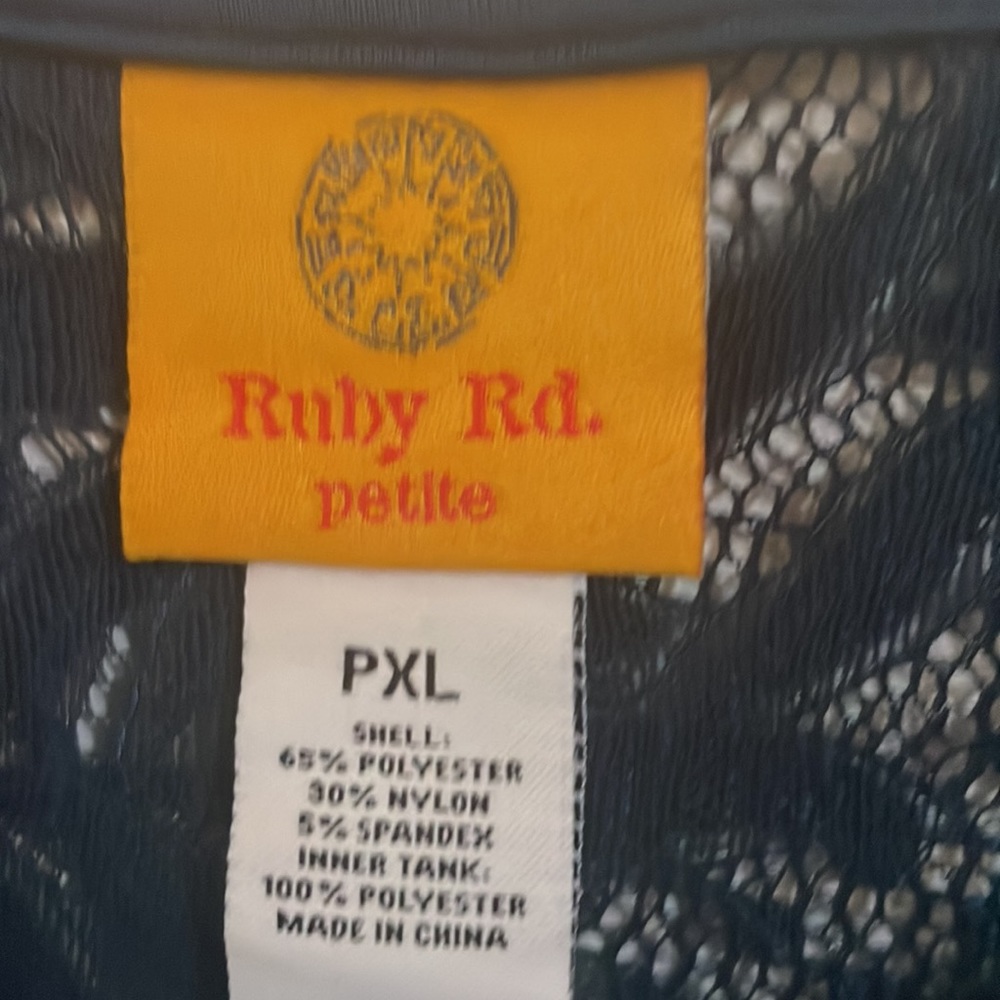 Ruby Rd.
petite
PXL
SHELL:
65% POLYESTER
30% NYLON
5% SPANDEX
INNER TANK:
100% POLYESTER
MADE IN CHINA